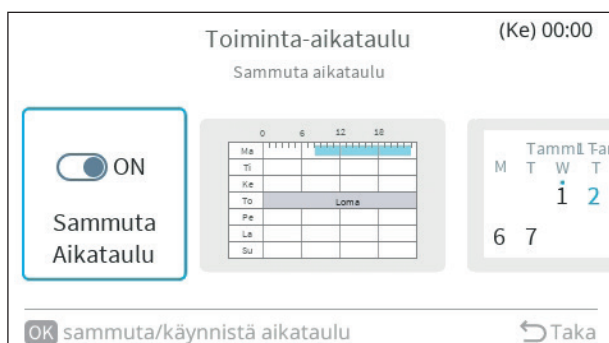 Toiminta-aikataulu
(Ke) 00:00
Sammuta aikataulu
ON
Sammuta
Aikataulu
0 6 12 18
Ma
Ti
Ke
To Loma
Pe
La
Su
M T W T
1 2
6 7
OK sammuta/käynnistä aikataulu
Taka